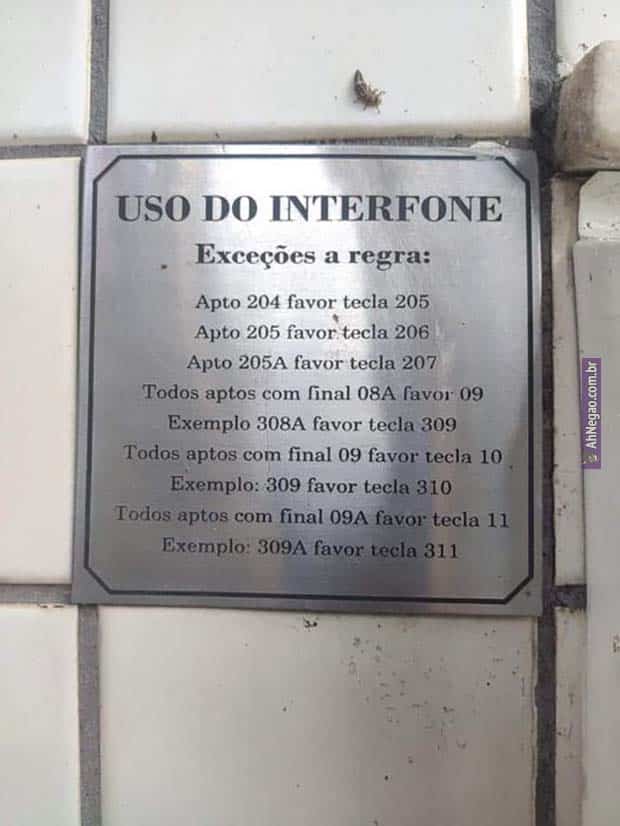 USO DO INTERFONE
Exceções a regra:
Apto 204 favor tecla 205
Apto 205 favor tecla 206
Apto 205A favor tecla 207
Todos aptos com final 08A favor 09
Exemplo 308A favor tecla 309
Todos aptos com final 09 favor tecla 10
Exemplo: 309 favor tecla 310
Todos aptos com final 09A favor tecla 11
Exemplo: 309A favor tecla 311
AhNegao.com.br